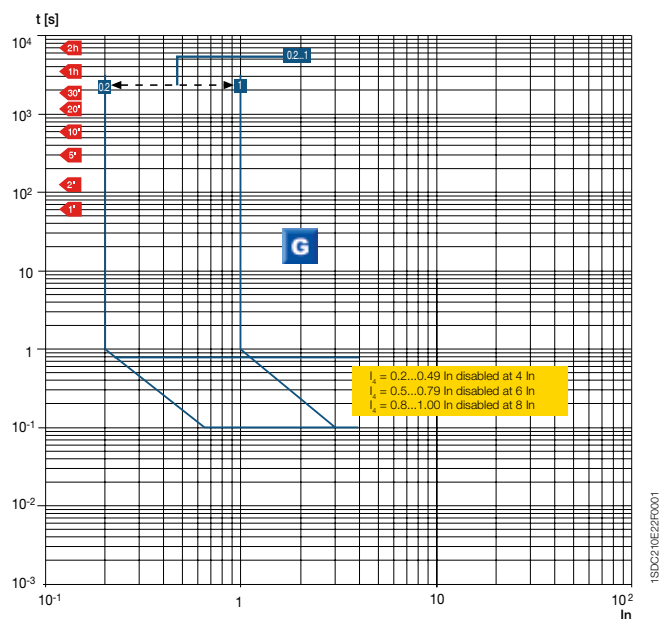 t [s]
10⁴
2h
0.2...1
1h
0.2
1
30'
20'
10³
10'
5'
2'
10²
1'
G
10
1
I₄ = 0.2...0.49 In disabled at 4 In
I₄ = 0.5...0.79 In disabled at 6 In
I₄ = 0.8...1.00 In disabled at 8 In
10⁻¹
10⁻²
10⁻³
10⁻¹
1
10
10²
In
1SDC210E22F0001